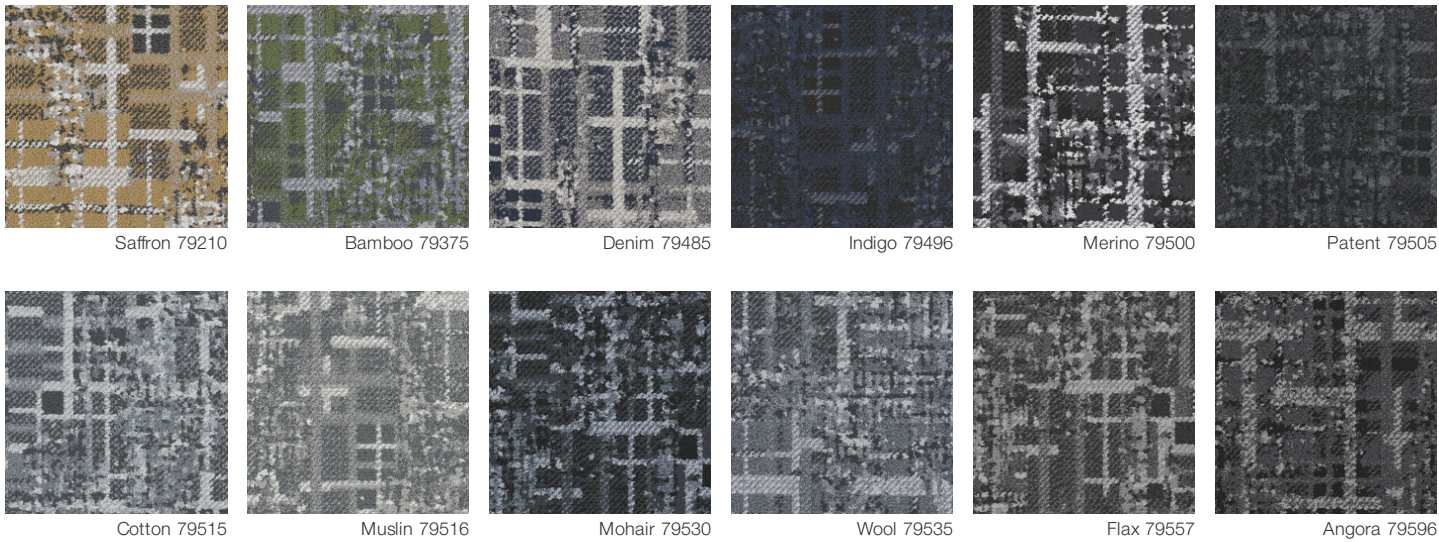 Saffron 79210
Bamboo 79375
Denim 79485
Indigo 79496
Merino 79500
Patent 79505
Cotton 79515
Muslin 79516
Mohair 79530
Wool 79535
Flax 79557
Angora 79596